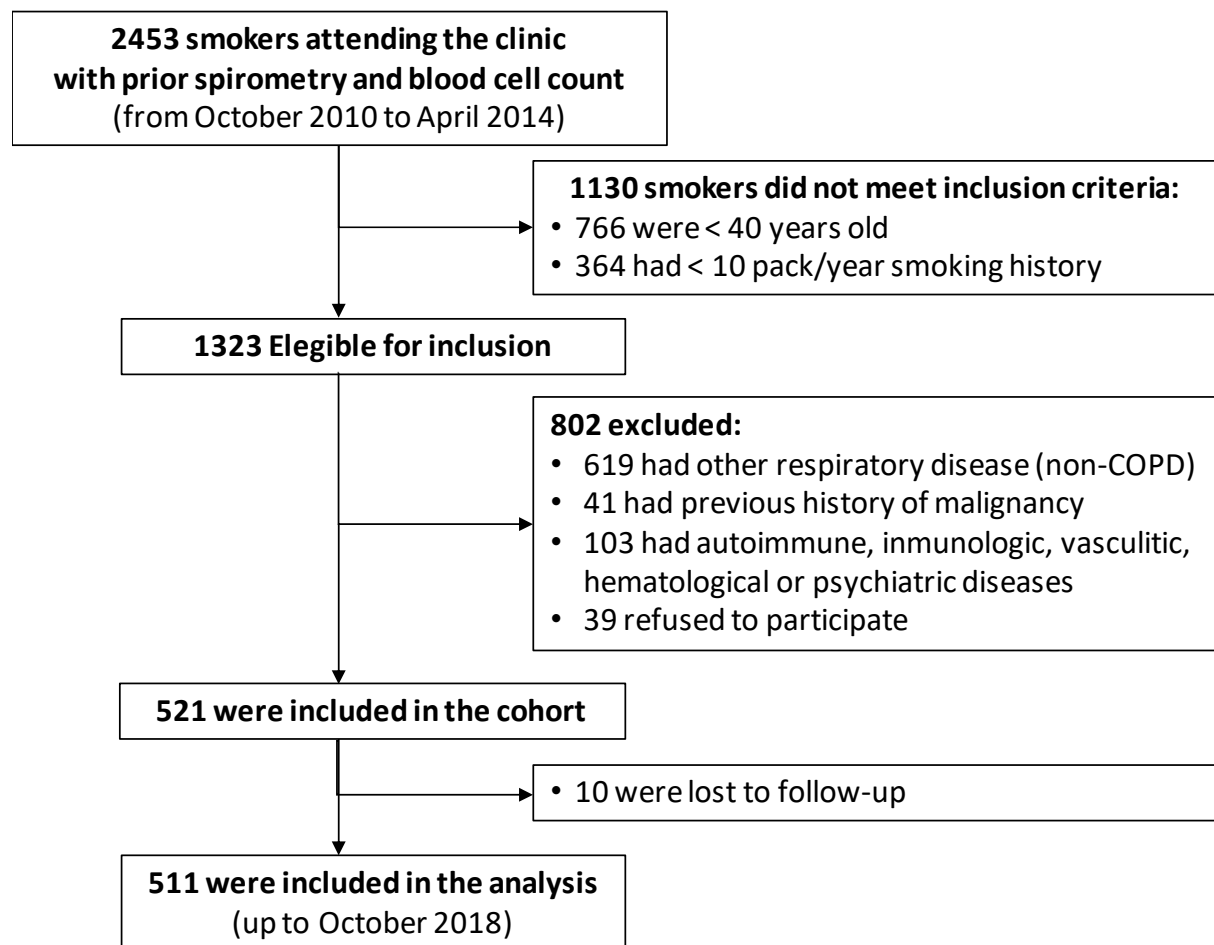 2453 smokers attending the clinic
with prior spirometry and blood cell count
(from October 2010 to April 2014)
1130 smokers did not meet inclusion criteria:
• 766 were < 40 years old
• 364 had < 10 pack/year smoking history
1323 Elegible for inclusion
802 excluded:
• 619 had other respiratory disease (non-COPD)
• 41 had previous history of malignancy
• 103 had autoimmune, inmunologic, vasculitic,
hematological or psychiatric diseases
• 39 refused to participate
521 were included in the cohort
• 10 were lost to follow-up
511 were included in the analysis
(up to October 2018)